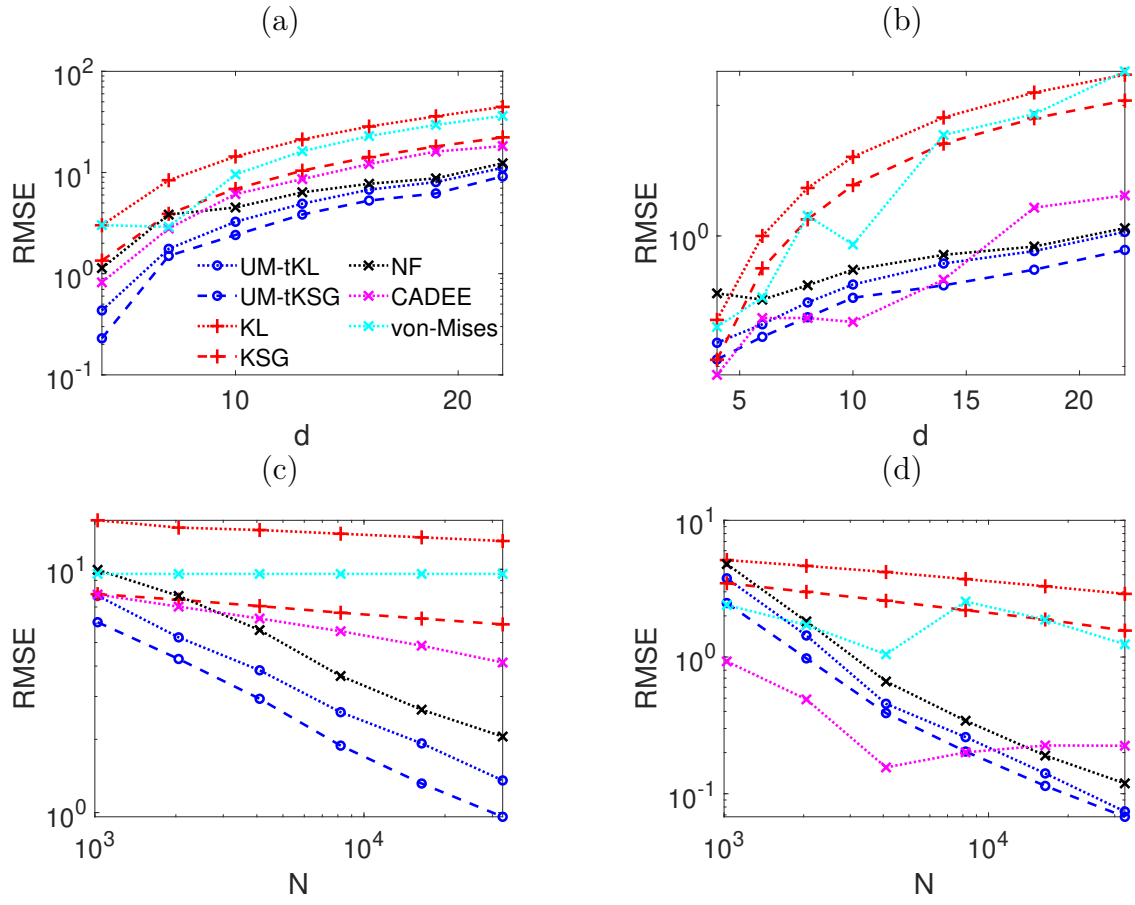 (a)
10^2
10^1
10^0
10^-1
RMSE
10
20
d
UM-tKL
UM-tKSG
KL
KSG
NF
CADEE
von-Mises
(b)
10^0
RMSE
5
10
15
20
d
(c)
10^1
10^0
RMSE
10^3
10^4
N
(d)
10^1
10^0
10^-1
RMSE
10^3
10^4
N